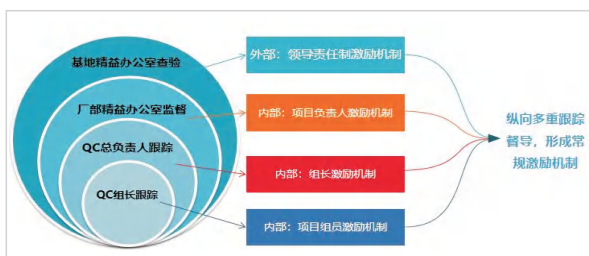 基地精益办公室查验
厂部精益办公室监督
QC总负责人跟踪
QC组长跟踪
外部：领导责任制激励机制
内部：项目负责人激励机制
内部：组长激励机制
内部：项目组员激励机制
纵向多重跟踪
督导，形成常
规激励机制